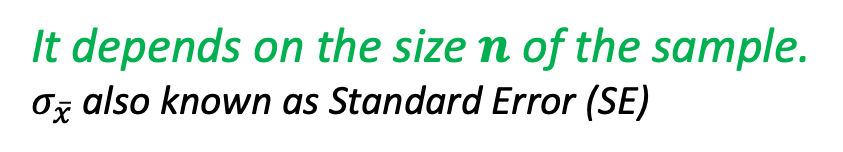 It depends on the size n of the sample.
σx̄ also known as Standard Error (SE)